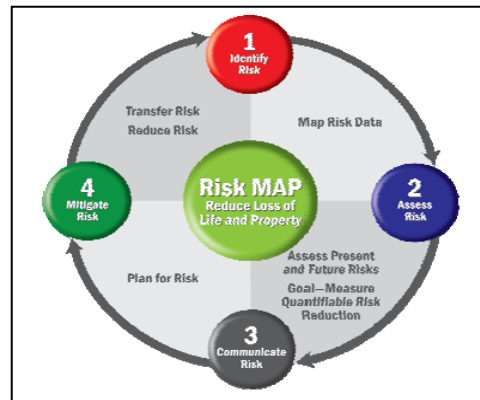 1
Identify
Risk
Transfer Risk
Reduce Risk
Map Risk Data
4
Mitigate
Risk
Risk MAP
Reduce Loss of
Life and Property
2
Assess
Risk
Plan for Risk
Assess Present
and Future Risks
Goal—Measure
Quantifiable Risk
Reduction
3
Communicate
Risk